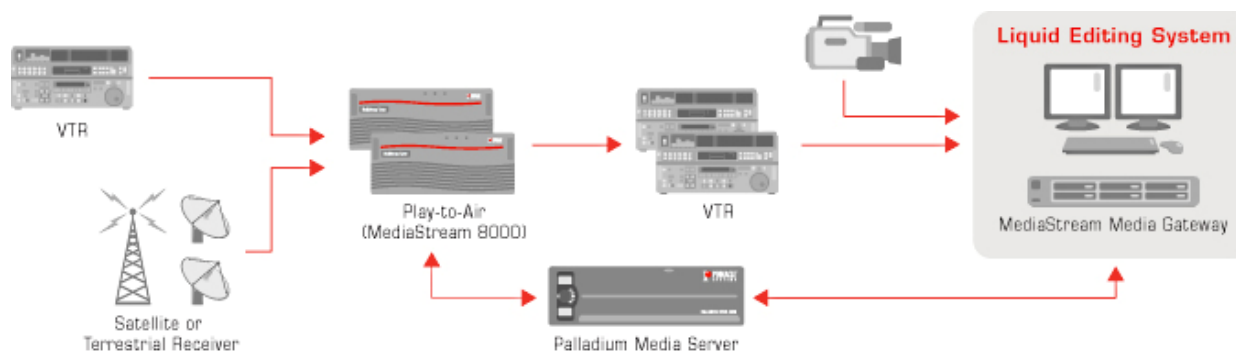 Liquid Editing System
VTR
Play-to-Air
(MediaStream 8000)
VTR
MediaStream Media Gateway
Satellite or
Terrestrial Receiver
Palladium Media Server